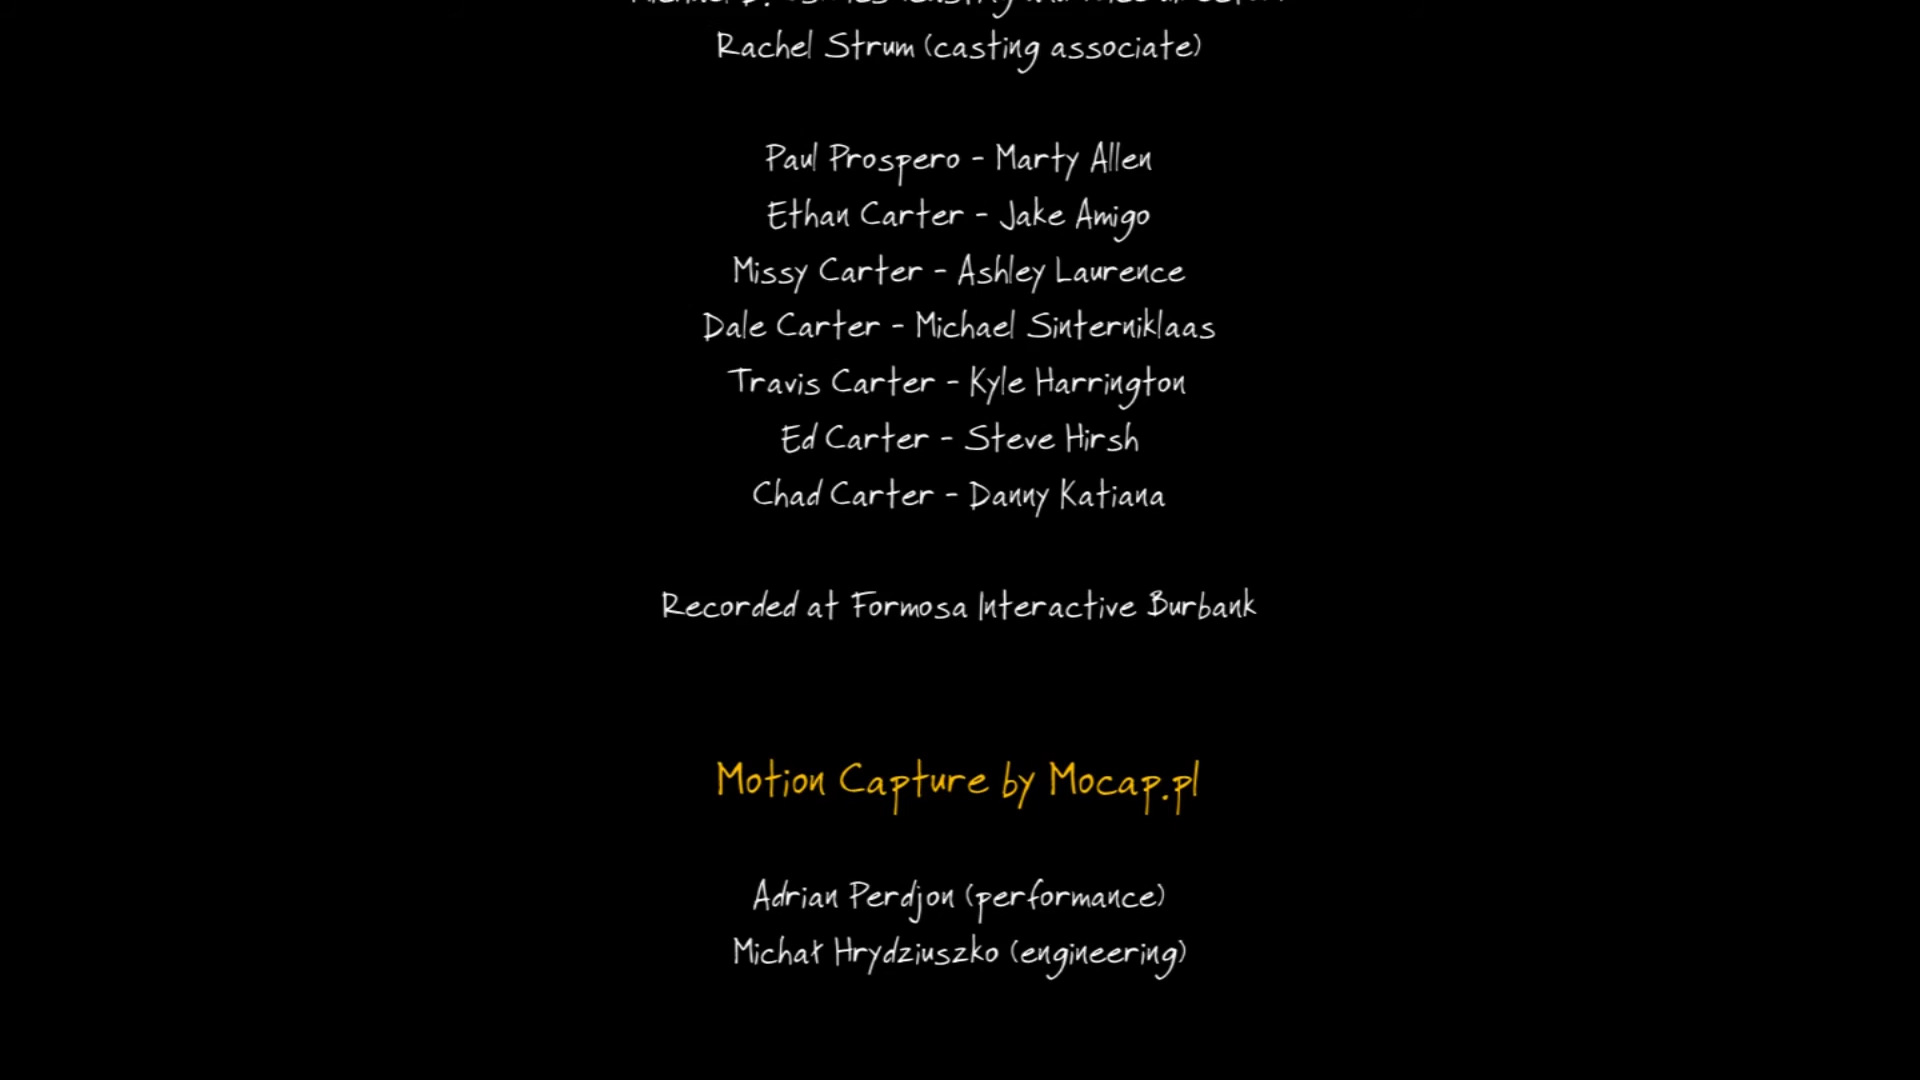 Rachel Strum (casting associate)
Paul Prospero - Marty Allen
Ethan Carter - Jake Amigo
Missy Carter - Ashley Laurence
Dale Carter - Michael Sinterniklaas
Travis Carter - Kyle Harrington
Ed Carter - Steve Hirsh
Chad Carter - Danny Katiana
Recorded at Formosa Interactive Burbank
Motion Capture by Mocap.pl
Adrian Perdjon (performance)
Michał Hrydziuszko (engineering)